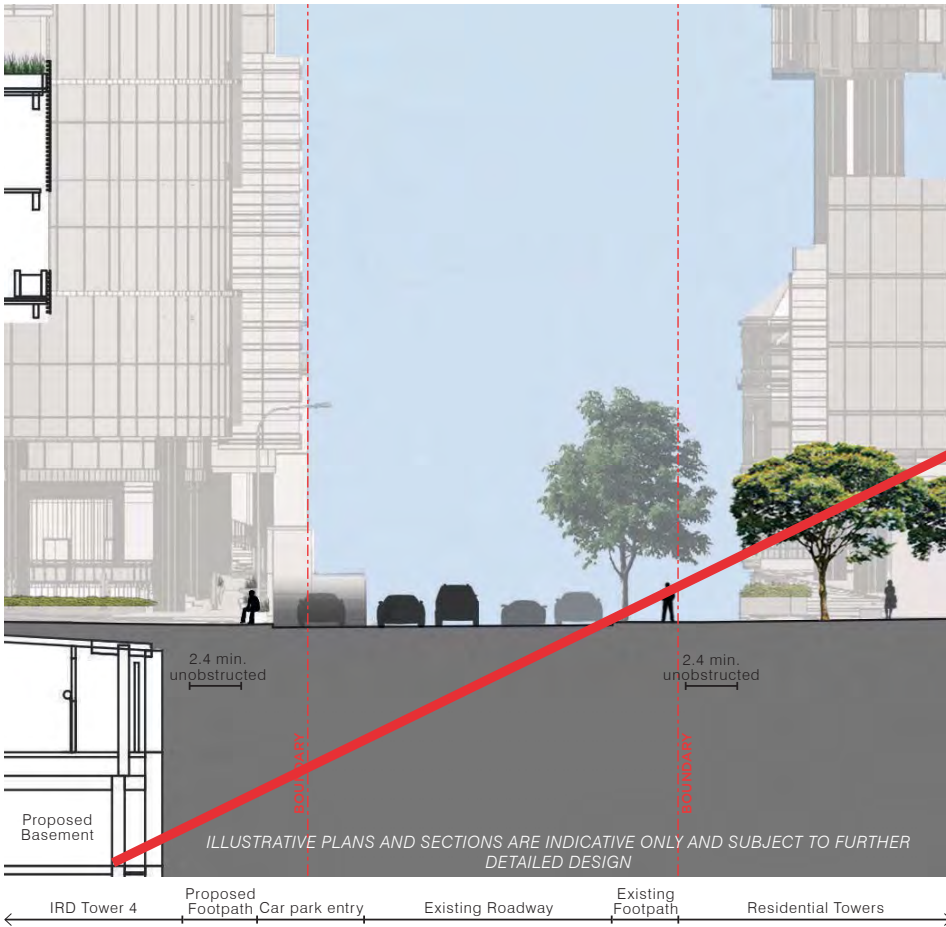 2.4 min.
unobstructed
2.4 min.
unobstructed
BOUNDARY
BOUNDARY
Proposed
Basement
ILLUSTRATIVE PLANS AND SECTIONS ARE INDICATIVE ONLY AND SUBJECT TO FURTHER
DETAILED DESIGN
IRD Tower 4
Proposed
Footpath
Car park entry
Existing Roadway
Existing
Footpath
Residential Towers